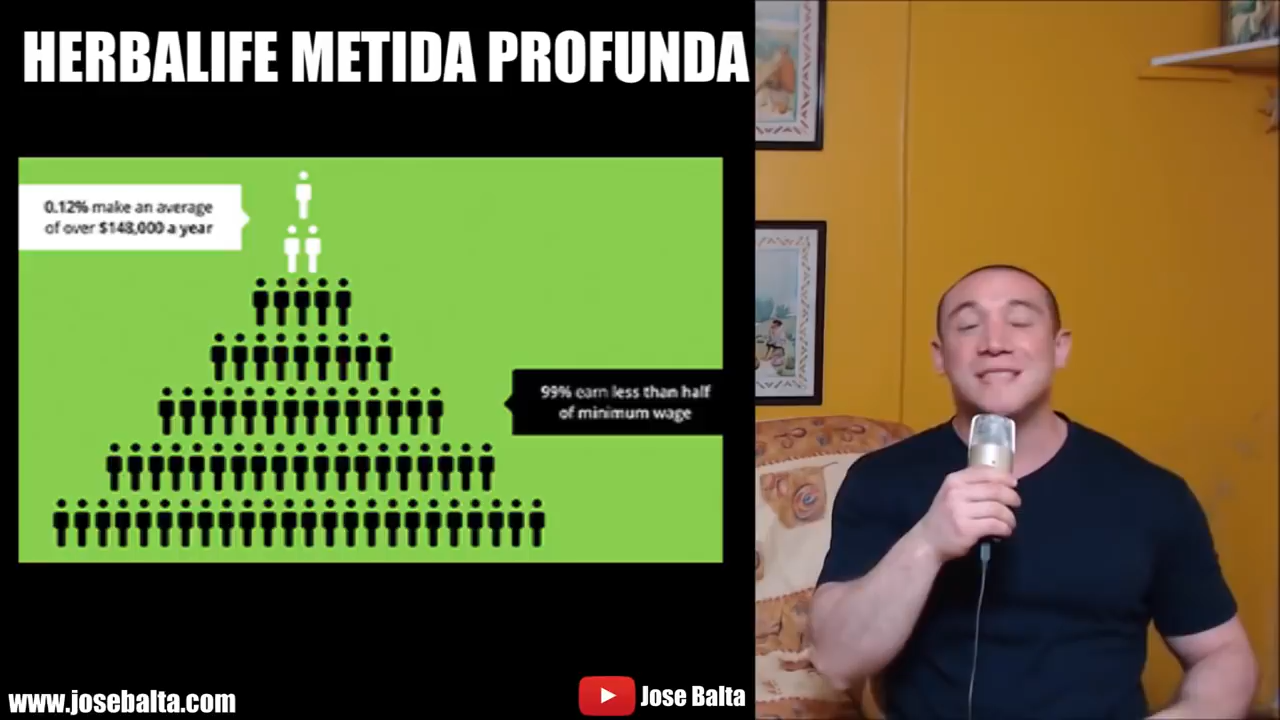 HERBALIFE METIDA PROFUNDA
0.12% make an average
of over $148,000 a year
99% earn less than half
of minimum wage
www.josebalta.com
Jose Balta